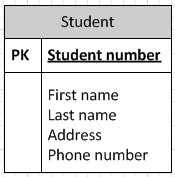 Student
PK Student number
First name
Last name
Address
Phone number